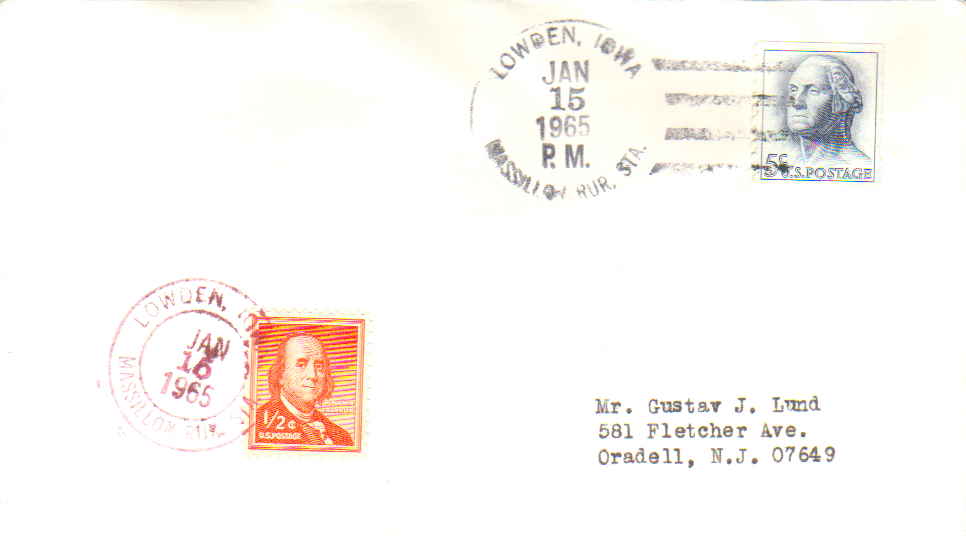 LOWDEN, IOWA
JAN
15
1965
P.M.
MASSILLON RUR. STA.
5¢
U.S. POSTAGE
LOWDEN,
JAN
15
1965
1/2¢
U.S. POSTAGE
Mr. Gustav J. Lund
581 Fletcher Ave.
Oradell, N.J. 07649